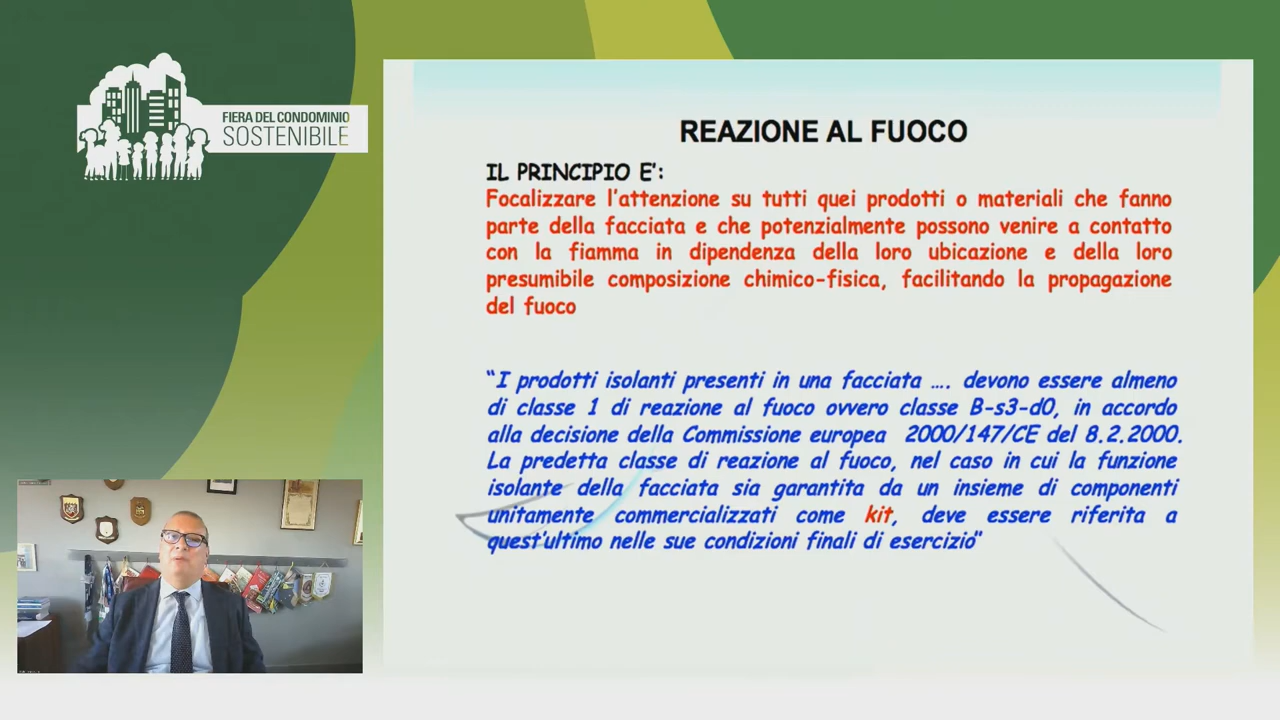 FIERA DEL CONDOMINIO
SOSTENIBILE
REAZIONE AL FUOCO
IL PRINCIPIO E’:
Focalizzare l’attenzione su tutti quei prodotti o materiali che fanno
parte della facciata e che potenzialmente possono venire a contatto
con la fiamma in dipendenza della loro ubicazione e della loro
presumibile composizione chimico-fisica, facilitando la propagazione
del fuoco
“I prodotti isolanti presenti in una facciata …. devono essere almeno
di classe 1 di reazione al fuoco ovvero classe B-s3-d0, in accordo
alla decisione della Commissione europea 2000/147/CE del 8.2.2000.
La predetta classe di reazione al fuoco, nel caso in cui la funzione
isolante della facciata sia garantita da un insieme di componenti
unitamente commercializzati come kit, deve essere riferita a
quest’ultimo nelle sue condizioni finali di esercizio”